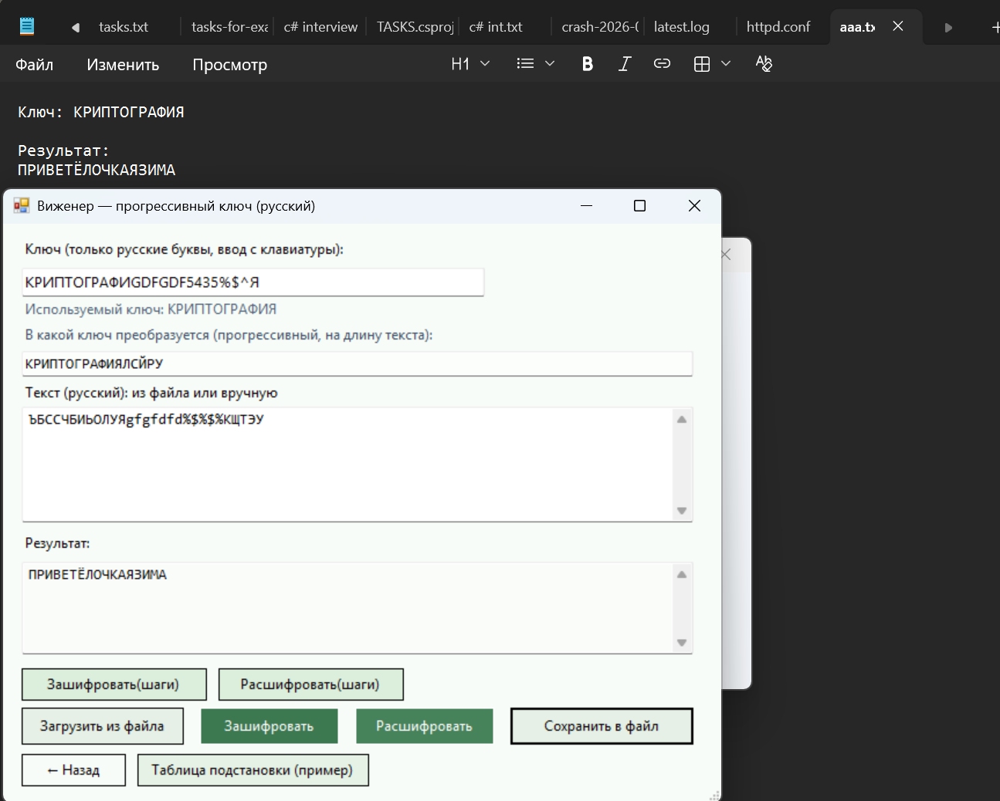 tasks.txt tasks-for-exa c# interview TASKS.csproj c# int.txt crash-2026-0 latest.log httpd.conf aaa.tx
Файл Изменить Просмотр H1 B I
Ключ: КРИПТОГРАФИЯ
Результат:
ПРИВЕТЁЛОЧКАЯЗИМА
Виженер — прогрессивный ключ (русский)
Ключ (только русские буквы, ввод с клавиатуры):
КРИПТОГРАФИGDFGDF5435%$^Я
Используемый ключ: КРИПТОГРАФИЯ
В какой ключ преобразуется (прогрессивный, на длину текста):
КРИПТОГРАФИЯЛСЙРУ
Текст (русский): из файла или вручную
ЪБССЧБИЬОЛУЯgfgfdfd%$%$%КЩТЭУ
Результат:
ПРИВЕТЁЛОЧКАЯЗИМА
Зашифровать(шаги) Расшифровать(шаги)
Загрузить из файла Зашифровать Расшифровать Сохранить в файл
← Назад Таблица подстановки (пример)